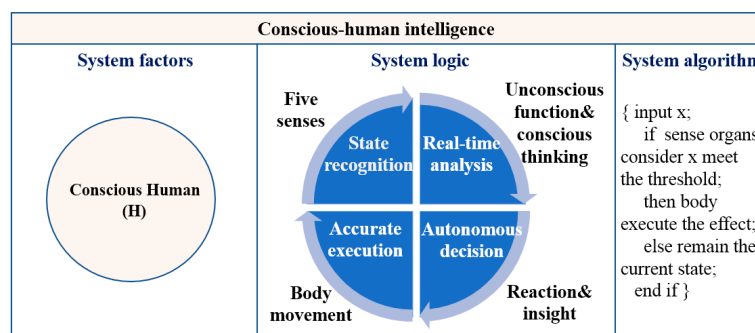 Conscious-human intelligence
System factors
Conscious Human
(H)
System logic
Five
senses
Unconscious
function&
conscious
thinking
State
recognition
Real-time
analysis
Accurate
execution
Autonomous
decision
Body
movement
Reaction&
insight
System algorithm
{ input x;
if sense organs
consider x meet
the threshold;
then body
execute the effect;
else remain the
current state;
end if }